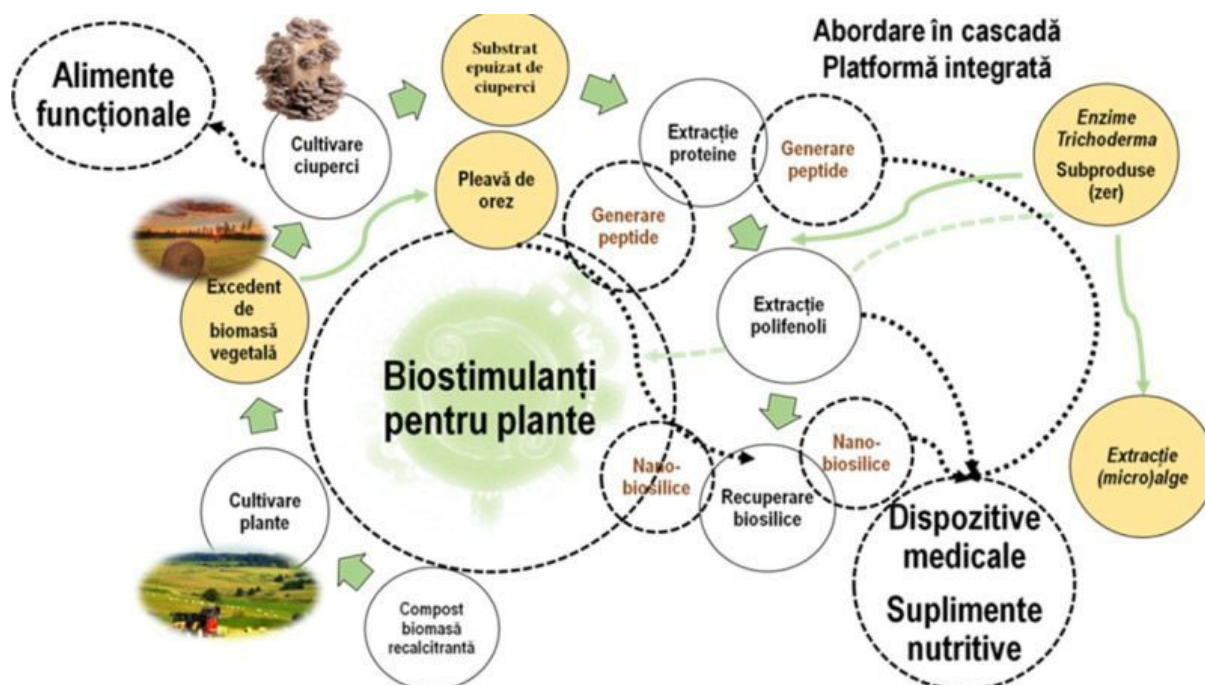 Abordare în cascadă
Platformă integrată
Alimente
funcționale
Cultivare
ciuperci
Substrat
epuizat de
ciuperci
Pleavă de
orez
Extracție
proteine
Generare
peptide
Generare
peptide
Enzime
Trichoderma
Subproduse
(zer)
Excedent
de
biomasă
vegetală
Extracție
polifenoli
Biostimulanți
pentru plante
Nano-
biosilice
Nano-
biosilice
Recuperare
biosilice
Extracție
(micro)alge
Cultivare
plante
Compost
biomasă
recalcitrantă
Dispozitive
medicale
Suplimente
nutritive